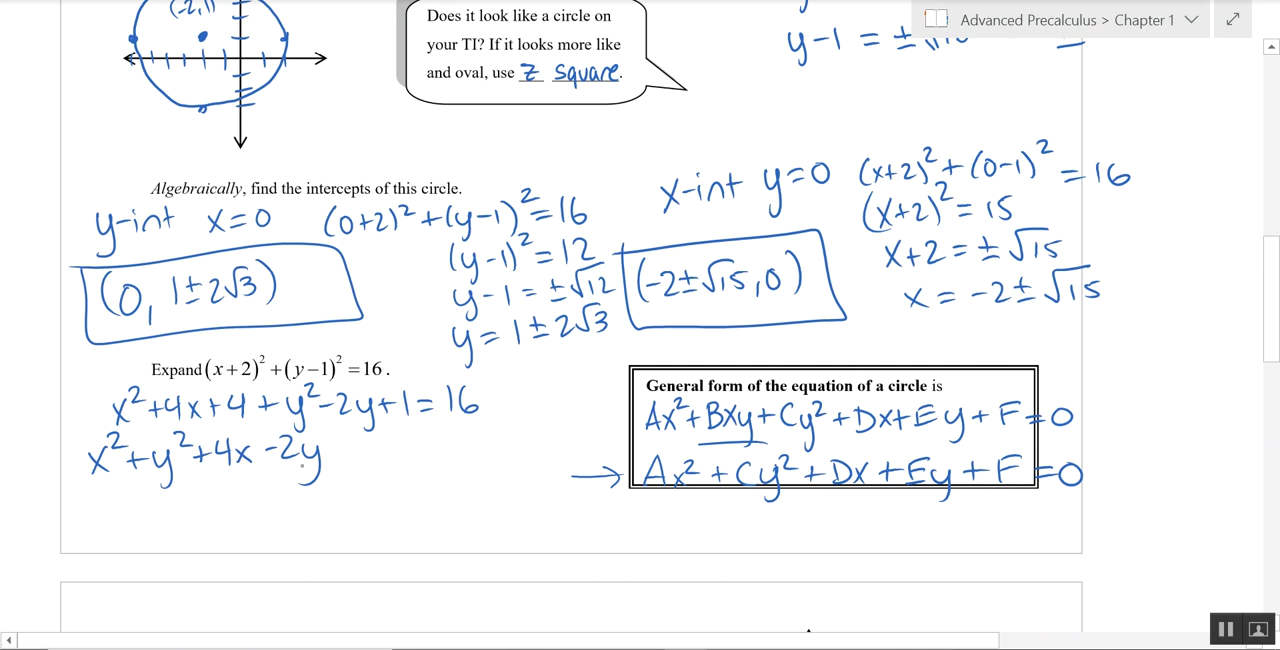 Advanced Precalculus > Chapter 1
(-2,1)
Does it look like a circle on
your TI? If it looks more like
and oval, use Z Square.
y-1 = ±√16
Algebraically, find the intercepts of this circle.
y-int x=0 (0+2)²+(y-1)²=16
(y-1)²=12
y-1=±√12
y=1±2√3
(0, 1±2√3)
x-int y=0 (x+2)²+(0-1)²=16
(x+2)²=15
x+2=±√15
x=-2±√15
(-2±√15,0)
Expand (x+2)²+(y-1)²=16.
x²+4x+4+y²-2y+1=16
x²+y²+4x-2y
General form of the equation of a circle is
Ax²+Bxy+Cy²+Dx+Ey+F=0
→ Ax²+Cy²+Dx+Ey+F=0